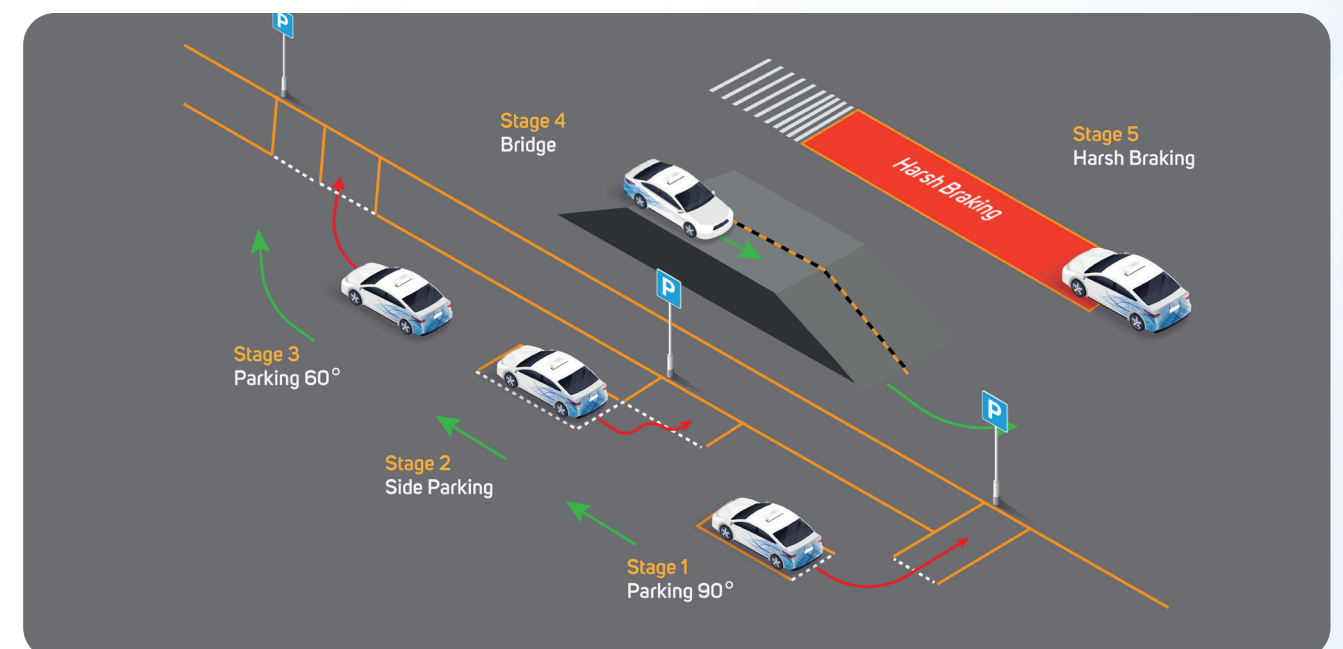 P
Stage 4
Bridge
Stage 5
Harsh Braking
Harsh Braking
P
Stage 3
Parking 60°
P
Stage 2
Side Parking
Stage 1
Parking 90°